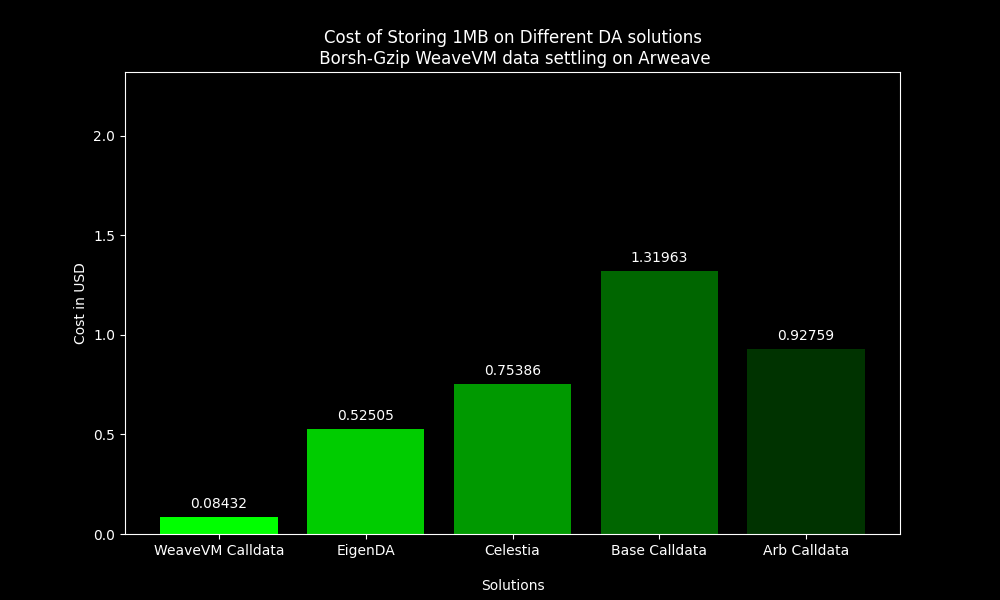 Cost of Storing 1MB on Different DA solutions
Borsh-Gzip WeaveVM data settling on Arweave
Cost in USD
2.0
1.5
1.0
0.5
0.0
0.08432
0.52505
0.75386
1.31963
0.92759
WeaveVM Calldata
EigenDA
Celestia
Base Calldata
Arb Calldata
Solutions